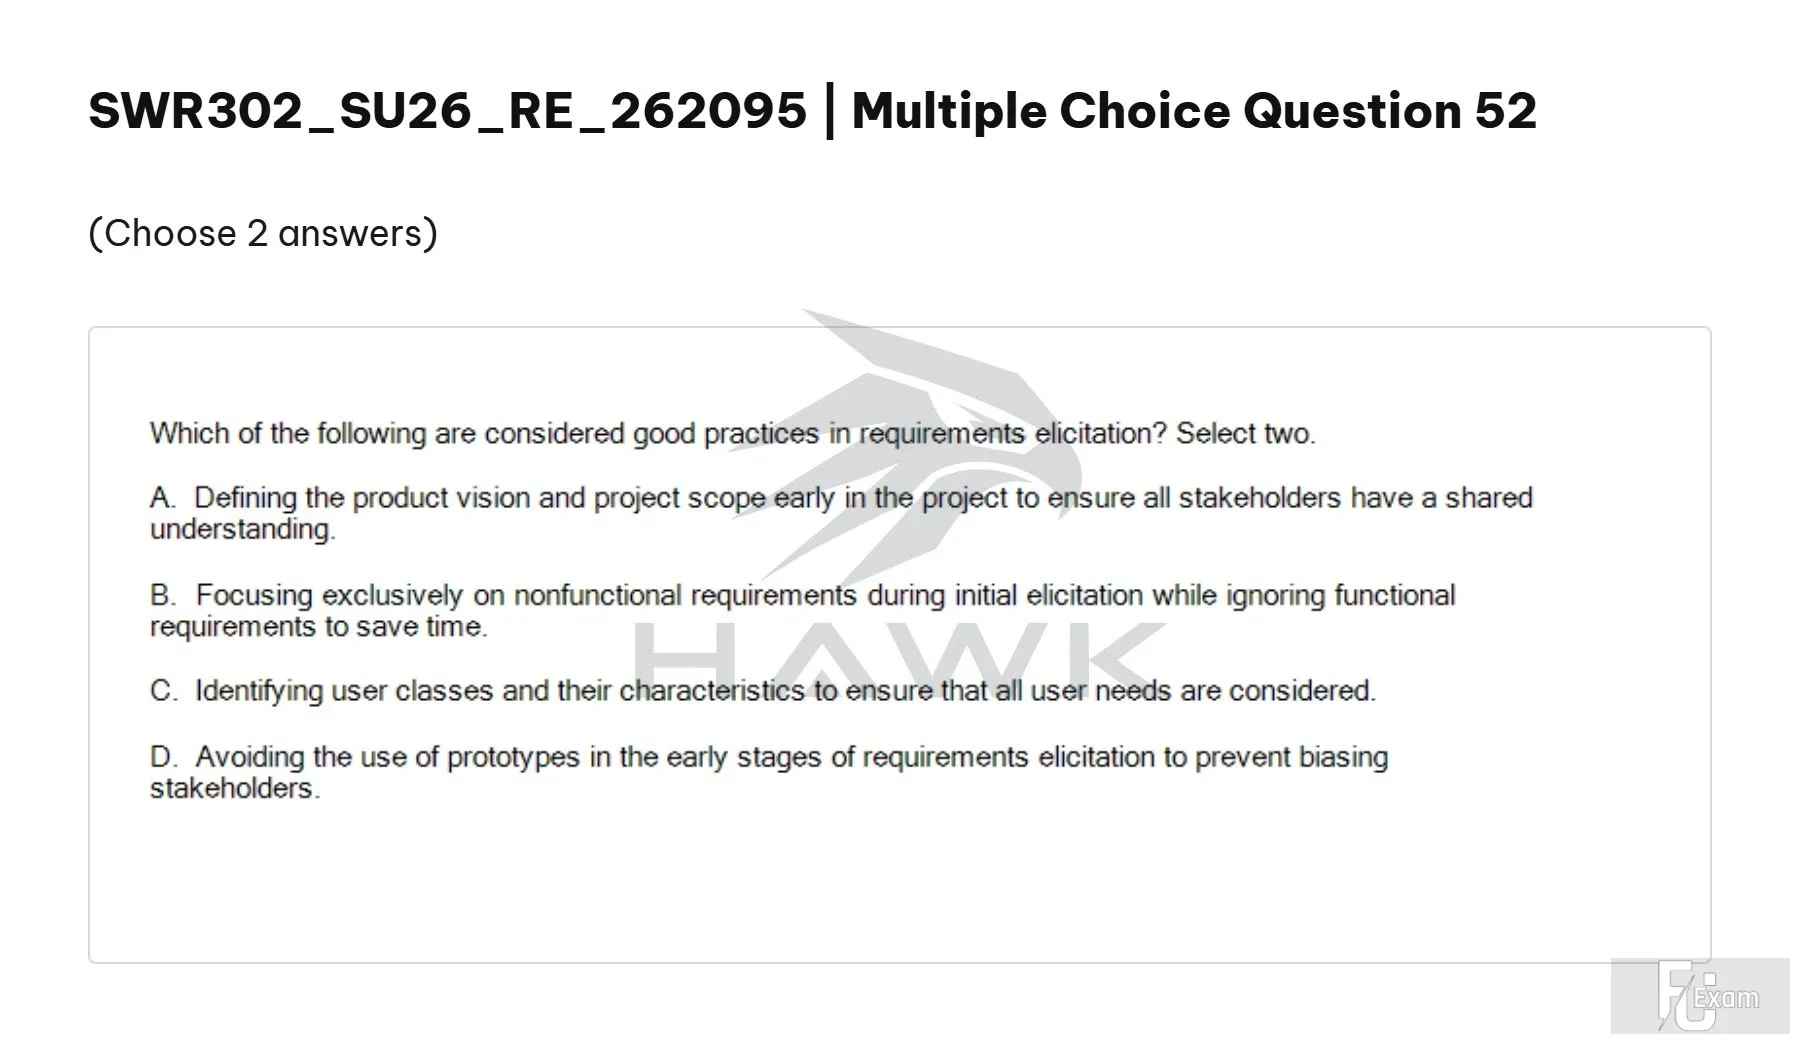 SWR302_SU26_RE_262095 | Multiple Choice Question 52
(Choose 2 answers)
Which of the following are considered good practices in requirements elicitation? Select two.
A. Defining the product vision and project scope early in the project to ensure all stakeholders have a shared
understanding.
B. Focusing exclusively on nonfunctional requirements during initial elicitation while ignoring functional
requirements to save time.
HAWK
C. Identifying user classes and their characteristics to ensure that all user needs are considered.
D. Avoiding the use of prototypes in the early stages of requirements elicitation to prevent biasing
stakeholders.
FU Exam